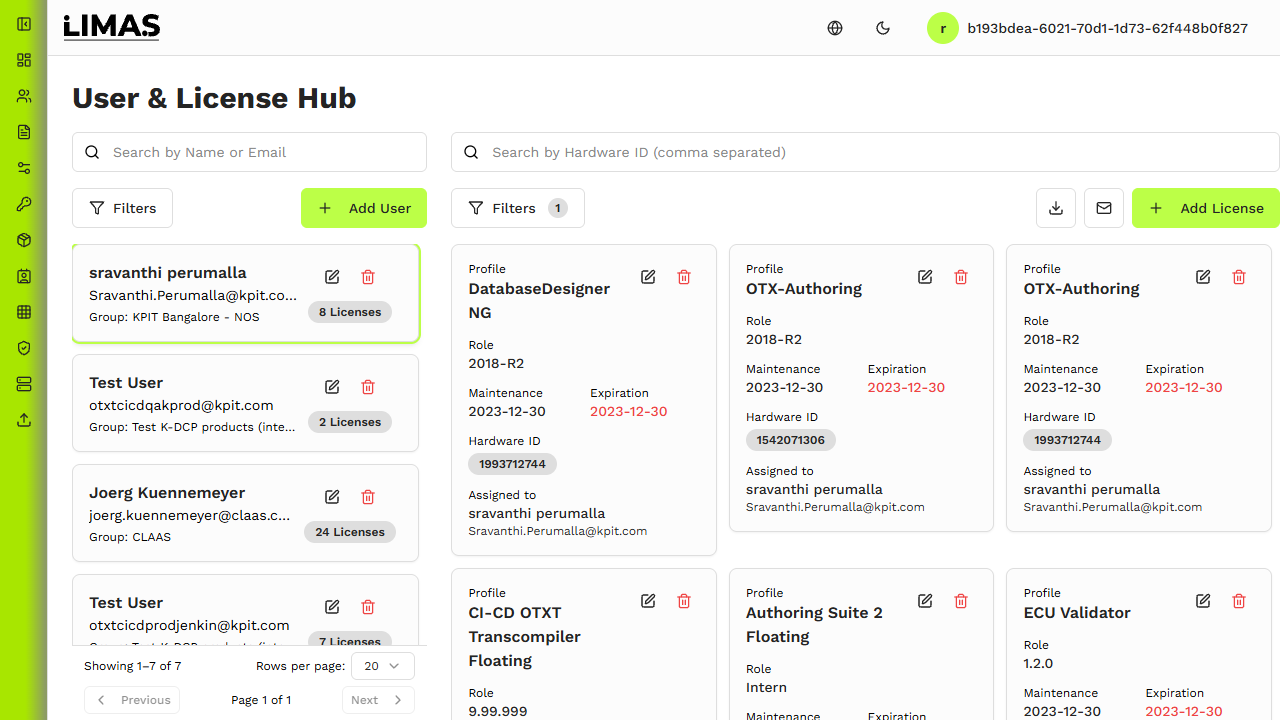 LIMAS
r
b193bdea-6021-70d1-1d73-62f448b0f827
User & License Hub
Search by Name or Email
Search by Hardware ID (comma separated)
Filters
Add User
Filters 1
Add License
sravanthi perumalla
Sravanthi.Perumalla@kpit.co...
Group: KPIT Bangalore - NOS
8 Licenses
Test User
otxtcicdqakprod@kpit.com
Group: Test K-DCP products (inte...
2 Licenses
Joerg Kuennemeyer
joerg.kuennemeyer@claas.c...
Group: CLAAS
24 Licenses
Test User
otxtcicdprodjenkin@kpit.com
7 Licenses
Showing 1–7 of 7
Rows per page: 20
Previous
Page 1 of 1
Next
Profile
DatabaseDesigner
NG
Role
2018-R2
Maintenance Expiration
2023-12-30 2023-12-30
Hardware ID
1993712744
Assigned to
sravanthi perumalla
Sravanthi.Perumalla@kpit.com
Profile
OTX-Authoring
Role
2018-R2
Maintenance Expiration
2023-12-30 2023-12-30
Hardware ID
1542071306
Assigned to
sravanthi perumalla
Sravanthi.Perumalla@kpit.com
Profile
OTX-Authoring
Role
2018-R2
Maintenance Expiration
2023-12-30 2023-12-30
Hardware ID
1993712744
Assigned to
sravanthi perumalla
Sravanthi.Perumalla@kpit.com
Profile
CI-CD OTXT
Transcompiler
Floating
Role
9.99.999
Profile
Authoring Suite 2
Floating
Role
Intern
Maintenance Expiration
Profile
ECU Validator
Role
1.2.0
Maintenance Expiration
2023-12-30 2023-12-30